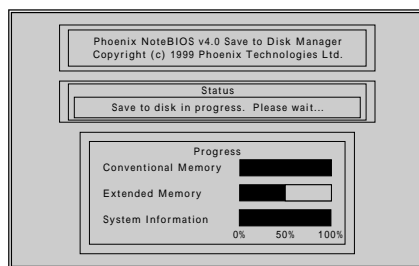 Phoenix NoteBIOS v4.0 Save to Disk Manager
Copyright (c) 1999 Phoenix Technologies Ltd.
Status
Save to disk in progress. Please wait...
Progress
Conventional Memory
Extended Memory
System Information
0% 50% 100%